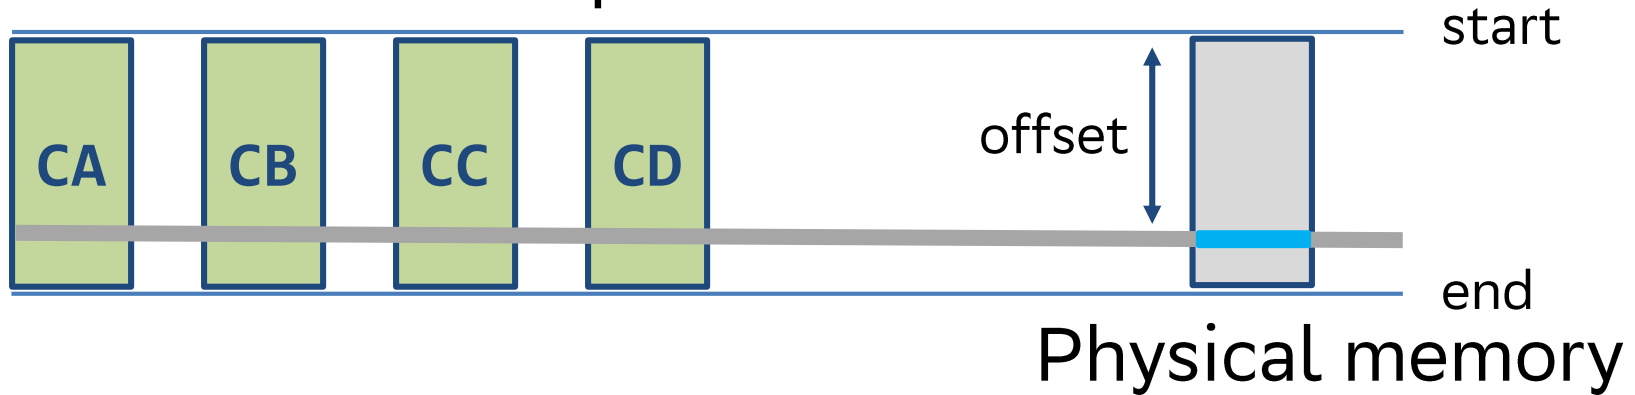 start
CA CB CC CD
offset
end
Physical memory